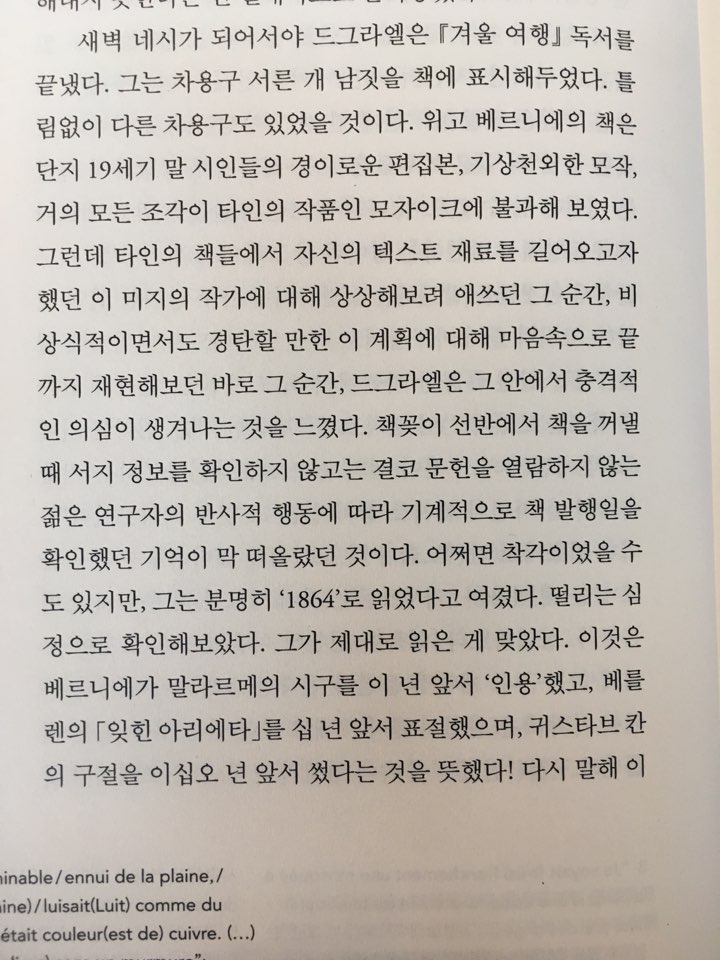 새벽 네시가 되어서야 드그라엘은 『겨울 여행』 독서를
끝냈다. 그는 차용구 서른 개 남짓을 책에 표시해두었다. 틀
림없이 다른 차용구도 있었을 것이다. 위고 베르니에의 책은
단지 19세기 말 시인들의 경이로운 편집본, 기상천외한 모작,
거의 모든 조각이 타인의 작품인 모자이크에 불과해 보였다.
그런데 타인의 책들에서 자신의 텍스트 재료를 길어오고자
했던 이 미지의 작가에 대해 상상해보려 애쓰던 그 순간, 비
상식적이면서도 경탄할 만한 이 계획에 대해 마음속으로 끝
까지 재현해보던 바로 그 순간, 드그라엘은 그 안에서 충격적
인 의심이 생겨나는 것을 느꼈다. 책꽂이 선반에서 책을 꺼낼
때 서지 정보를 확인하지 않고는 결코 문헌을 열람하지 않는
젊은 연구자의 반사적 행동에 따라 기계적으로 책 발행일을
확인했던 기억이 막 떠올랐던 것이다. 어쩌면 착각이었을 수
도 있지만, 그는 분명히 ‘1864’로 읽었다고 여겼다. 떨리는 심
정으로 확인해보았다. 그가 제대로 읽은 게 맞았다. 이것은
베르니에가 말라르메의 시구를 이 년 앞서 ‘인용’했고, 베를
렌의 「잊힌 아리에타」를 십 년 앞서 표절했으며, 귀스타브 칸
의 구절을 이십오 년 앞서 썼다는 것을 뜻했다! 다시 말해 이
minable / ennui de la plaine, /
aine) / luisait(Luit) comme du
était couleur(est de) cuivre. (…)